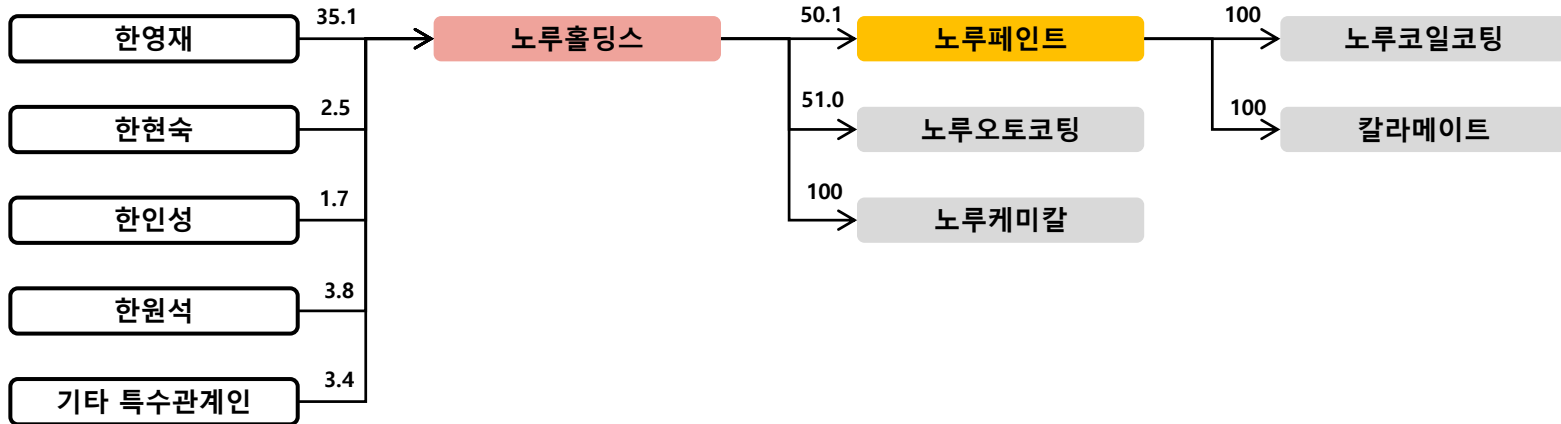 한영재
35.1
노루홀딩스
50.1
노루페인트
100
노루코일코팅
한현숙
2.5
51.0
노루오토코팅
100
칼라메이트
한인성
1.7
100
노루케미칼
한원석
3.8
기타 특수관계인
3.4